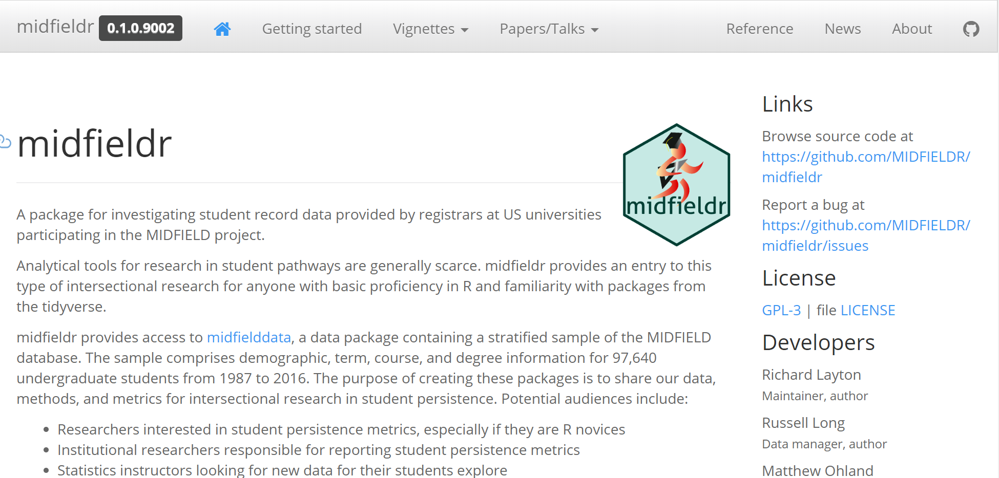 midfieldr 0.1.0.9002 Getting started Vignettes Papers/Talks Reference News About
midfieldr
midfieldr
A package for investigating student record data provided by registrars at US universities
participating in the MIDFIELD project.
Analytical tools for research in student pathways are generally scarce. midfieldr provides an entry to this
type of intersectional research for anyone with basic proficiency in R and familiarity with packages from
the tidyverse.
midfieldr provides access to midfielddata, a data package containing a stratified sample of the MIDFIELD
database. The sample comprises demographic, term, course, and degree information for 97,640
undergraduate students from 1987 to 2016. The purpose of creating these packages is to share our data,
methods, and metrics for intersectional research in student persistence. Potential audiences include:
• Researchers interested in student persistence metrics, especially if they are R novices
• Institutional researchers responsible for reporting student persistence metrics
• Statistics instructors looking for new data for their students explore
Links
Browse source code at
https://github.com/MIDFIELDR/
midfieldr
Report a bug at
https://github.com/MIDFIELDR/
midfieldr/issues
License
GPL-3 | file LICENSE
Developers
Richard Layton
Maintainer, author
Russell Long
Data manager, author
Matthew Ohland